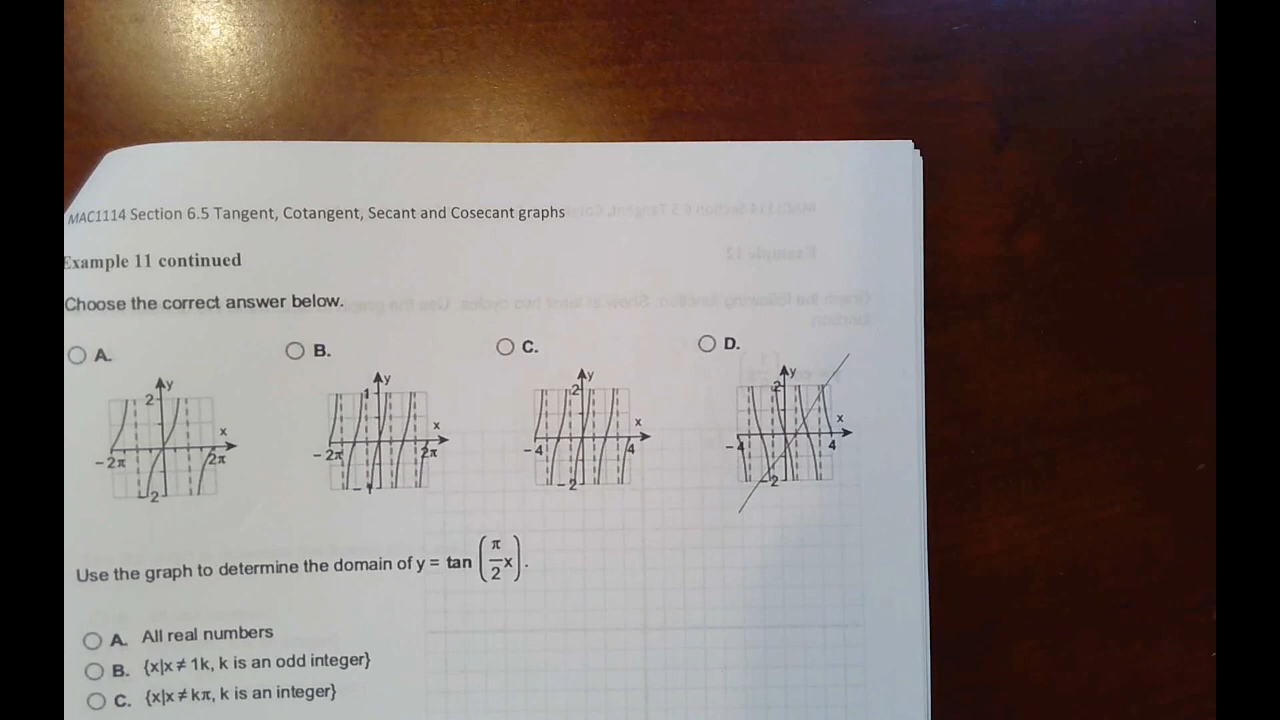 MAC1114 Section 6.5 Tangent, Cotangent, Secant and Cosecant graphs
Example 11 continued
Choose the correct answer below.
A. B. C. D.
y y y y
2 1 2 2
x x x x
-2π 2π -2π 2π -4 4 -4 4
-2 -1 -2 -2
Use the graph to determine the domain of y = tan (π/2 x).
A. All real numbers
B. {x|x ≠ 1k, k is an odd integer}
C. {x|x ≠ kπ, k is an integer}